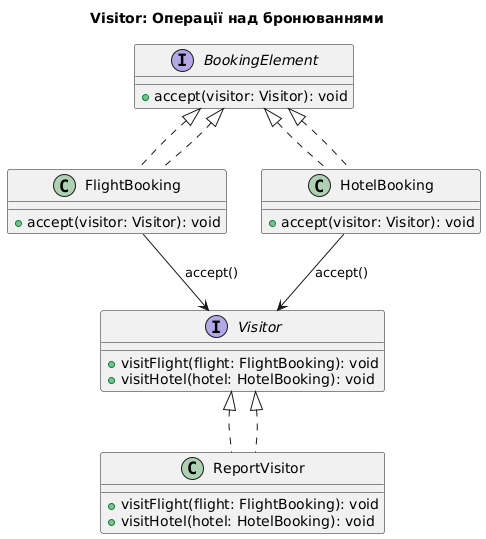 Visitor: Операції над бронюваннями
I BookingElement
accept(visitor: Visitor): void
C FlightBooking
accept(visitor: Visitor): void
C HotelBooking
accept(visitor: Visitor): void
accept()
accept()
I Visitor
visitFlight(flight: FlightBooking): void
visitHotel(hotel: HotelBooking): void
C ReportVisitor
visitFlight(flight: FlightBooking): void
visitHotel(hotel: HotelBooking): void